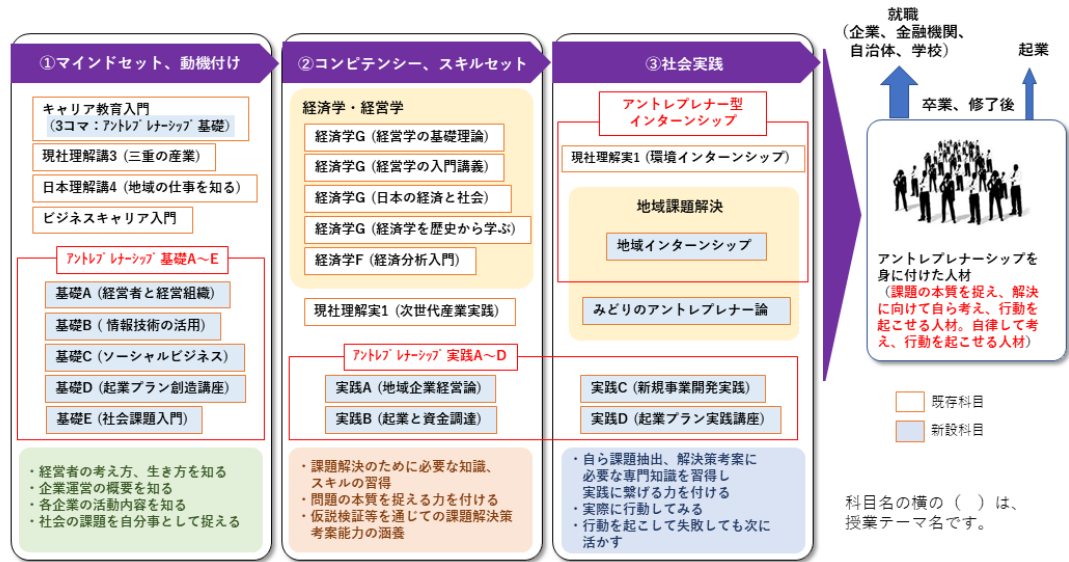 ①マインドセット、動機付け
キャリア教育入門
（3コマ：ｱﾝﾄﾚﾌﾟﾚﾅｰｼｯﾌﾟ基礎）
現社理解講3（三重の産業）
日本理解講4（地域の仕事を知る）
ビジネスキャリア入門
ｱﾝﾄﾚﾌﾟﾚﾅｰｼｯﾌﾟ基礎A～E
基礎A（経営者と経営組織）
基礎B（ 情報技術の活用）
基礎C（ソーシャルビジネス）
基礎D（起業プラン創造講座）
基礎E（社会課題入門）
・経営者の考え方、生き方を知る
・企業運営の概要を知る
・各企業の活動内容を知る
・社会の課題を自分事として捉える
②コンピテンシー、スキルセット
経済学・経営学
経済学G（経営学の基礎理論）
経済学G（経営学の入門講義）
経済学G（日本の経済と社会）
経済学G（経済学を歴史から学ぶ）
経済学F（経済分析入門）
現社理解実1（次世代産業実践）
ｱﾝﾄﾚﾌﾟﾚﾅｰｼｯﾌﾟ実践A～D
実践A（地域企業経営論）
実践B（起業と資金調達）
・課題解決のために必要な知識、
スキルの習得
・問題の本質を捉える力を付ける
・仮説検証等を通じての課題解決策
考案能力の涵養
③社会実践
アントレプレナー型
インターンシップ
現社理解実1（環境インターンシップ）
地域課題解決
地域インターンシップ
みどりのアントレプレナー論
実践C（新規事業開発実践）
実践D（起業プラン実践講座）
・自ら課題抽出、解決策考案に
必要な専門知識を習得し
実践に繋げる力を付ける
・実際に行動してみる
・行動を起こして失敗しても次に
活かす
就職
（企業、金融機関、
自治体、学校）
起業
卒業、修了後
アントレプレナーシップを
身に付けた人材
（課題の本質を捉え、解決
に向けて自ら考え、行動を
起こせる人材。自律して考
え、行動を起こせる人材）
既存科目
新設科目
科目名の横の（　）は、
授業テーマ名です。